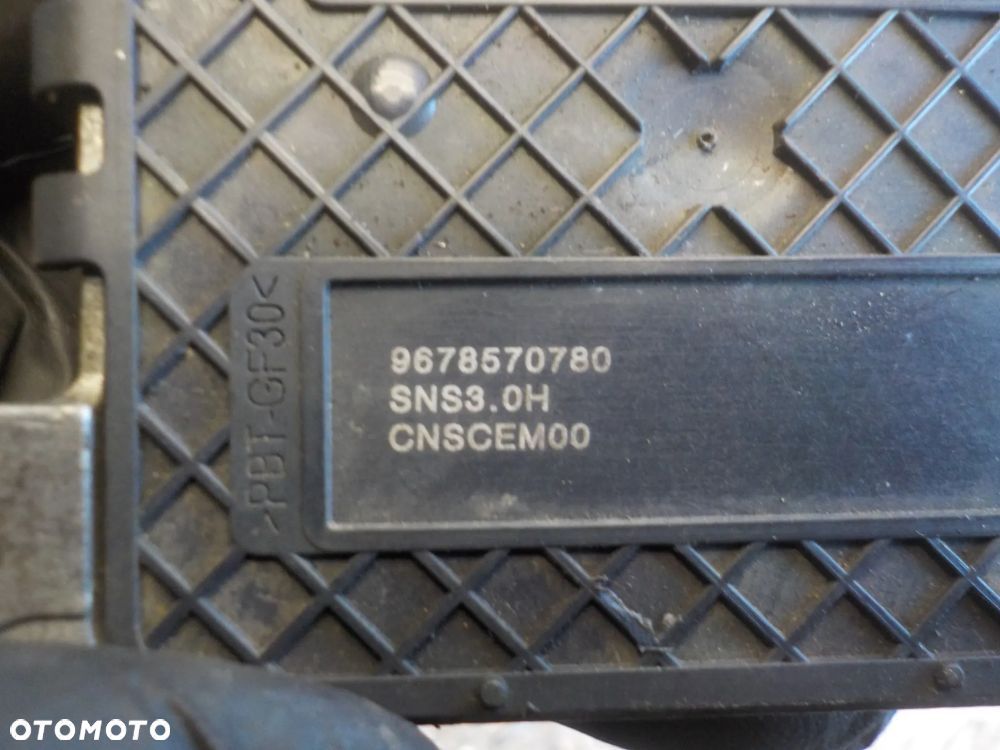 >PBT-GF30<
9678570780
SNS3.0H
CNSCEM00
OTOMOTO